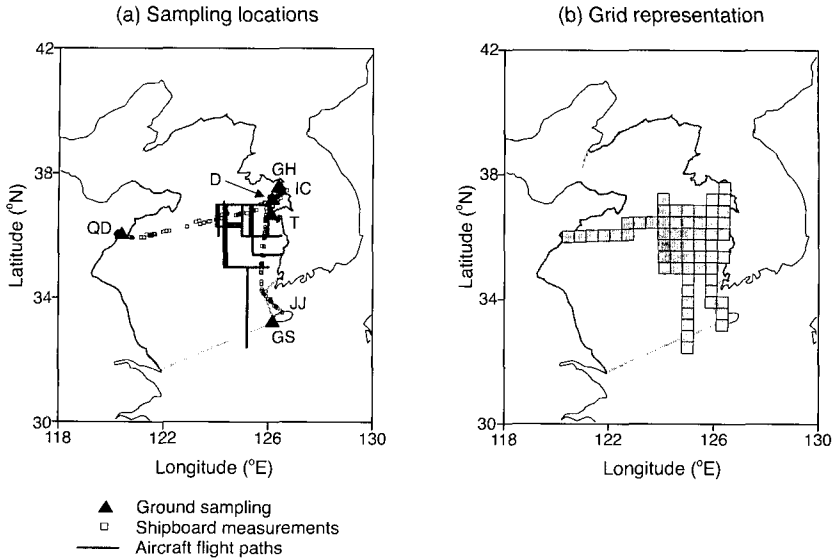 (a) Sampling locations
(b) Grid representation
42
38
34
30
Latitude (°N)
118
122
126
130
Longitude (°E)
GH
D
IC
T
QD
JJ
GS
42
38
34
30
Latitude (°N)
118
122
126
130
Longitude (°E)
Ground sampling
Shipboard measurements
Aircraft flight paths